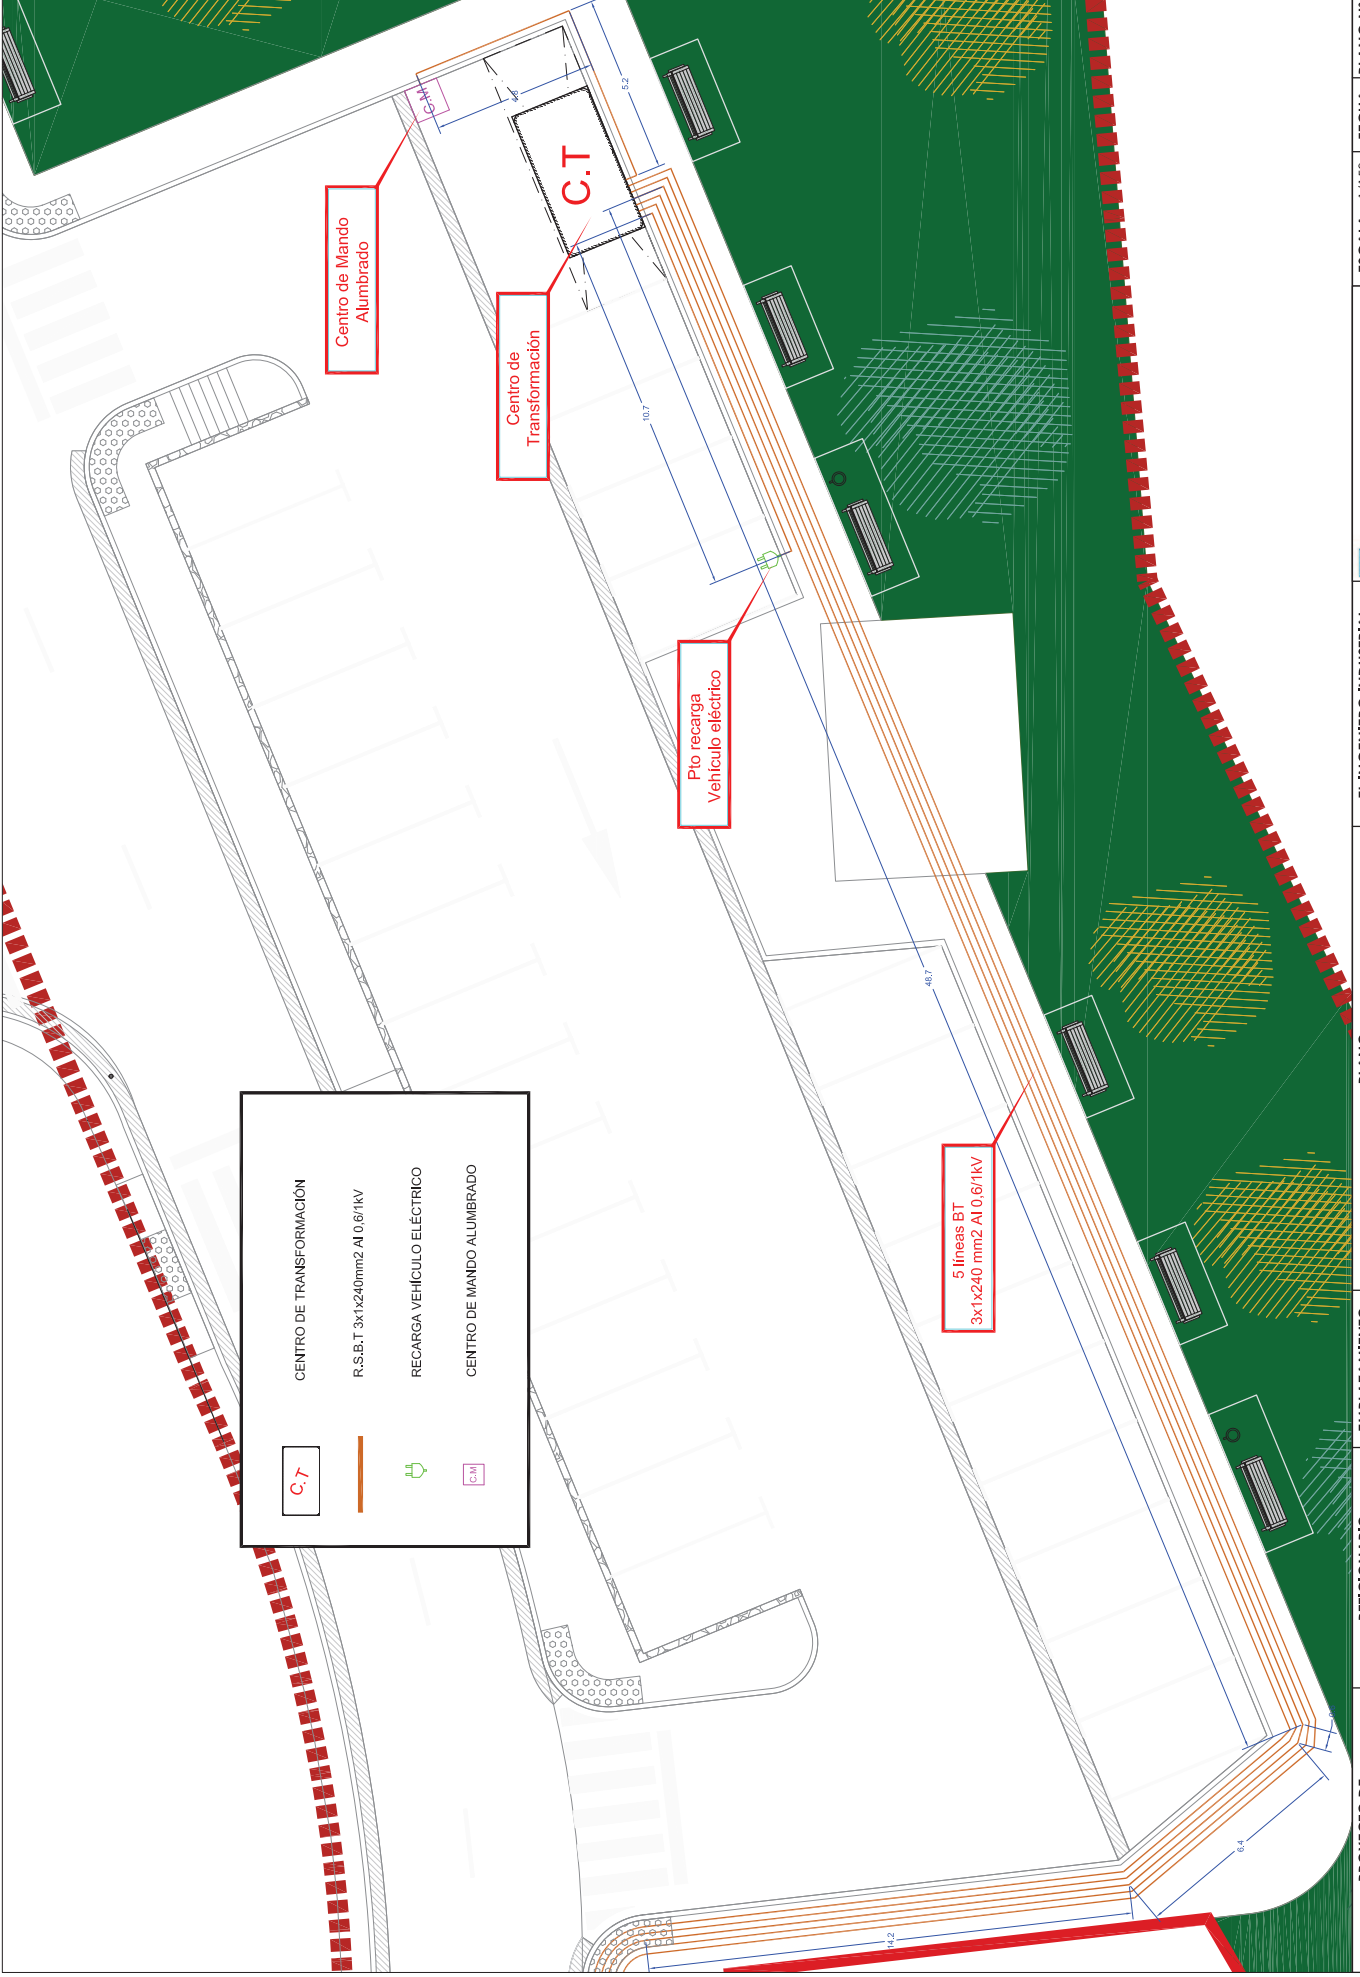 C.M
4.8
5.2
C.T
Centro de Mando
Alumbrado
Centro de
Transformación
10.7
Pto recarga
Vehículo eléctrico
48.7
5 líneas BT
3x1x240 mm2 Al 0,6/1kV
6.4
14.2
C.T
CENTRO DE TRANSFORMACIÓN
R.S.B.T 3x1x240mm2 Al 0,6/1kV
RECARGA VEHÍCULO ELÉCTRICO
C.M
CENTRO DE MANDO ALUMBRADO